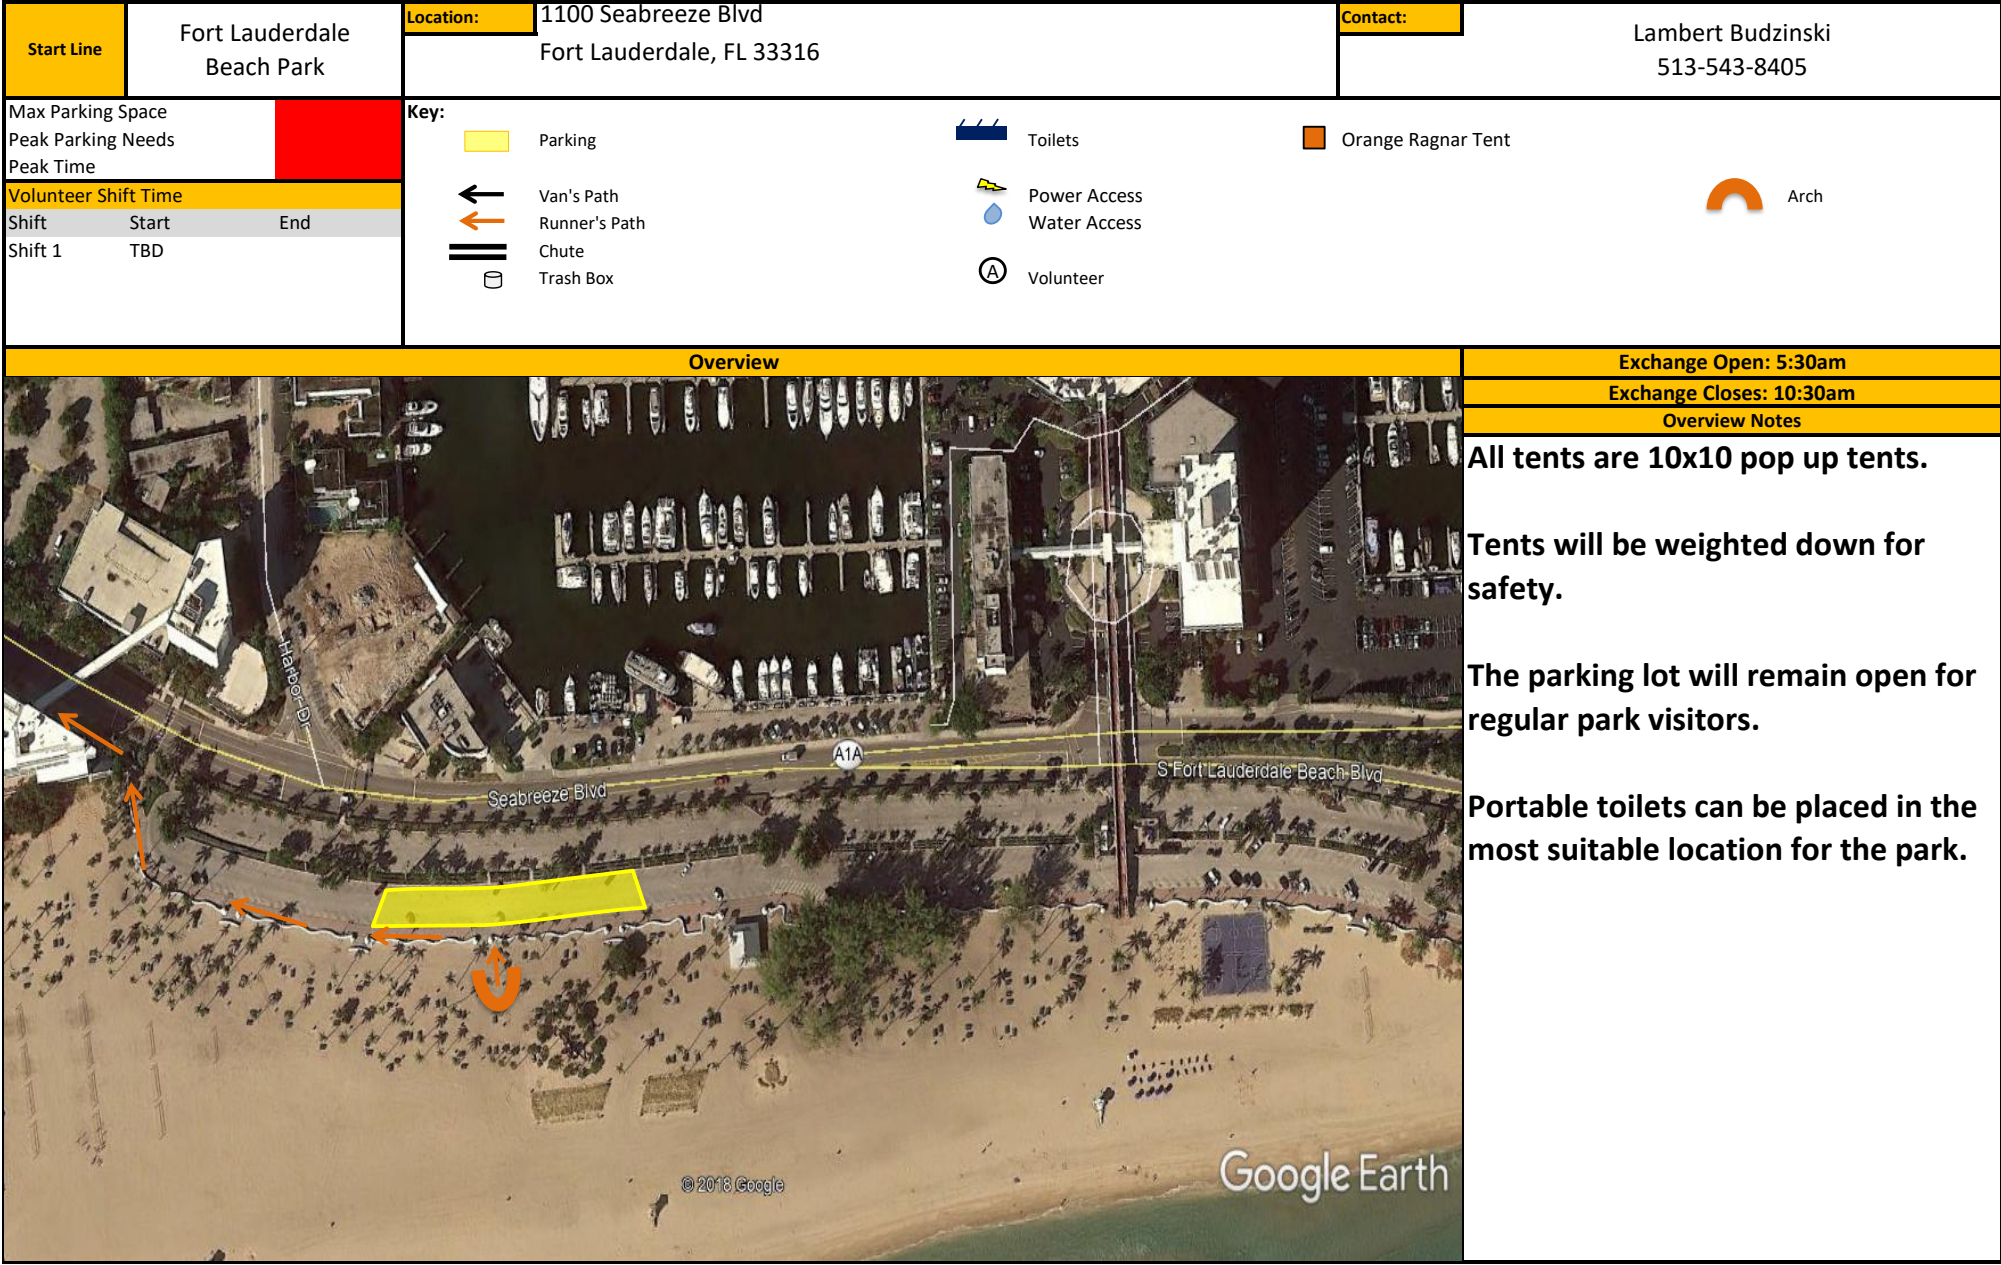 Start Line
Fort Lauderdale
Beach Park
Location:
1100 Seabreeze Blvd
Fort Lauderdale, FL 33316
Contact:
Lambert Budzinski
513-543-8405
Max Parking Space
Peak Parking Needs
Peak Time
Volunteer Shift Time
Shift Start End
Shift 1 TBD
Key:
Parking
Toilets
Orange Ragnar Tent
Van's Path
Power Access
Arch
Runner's Path
Water Access
Chute
Trash Box
A
Volunteer
Overview
Exchange Open: 5:30am
Exchange Closes: 10:30am
Overview Notes
All tents are 10x10 pop up tents.
Tents will be weighted down for
safety.
The parking lot will remain open for
regular park visitors.
Portable toilets can be placed in the
most suitable location for the park.
Harbor Dr
A1A
Seabreeze Blvd
S Fort Lauderdale Beach Blvd
© 2018 Google
Google Earth